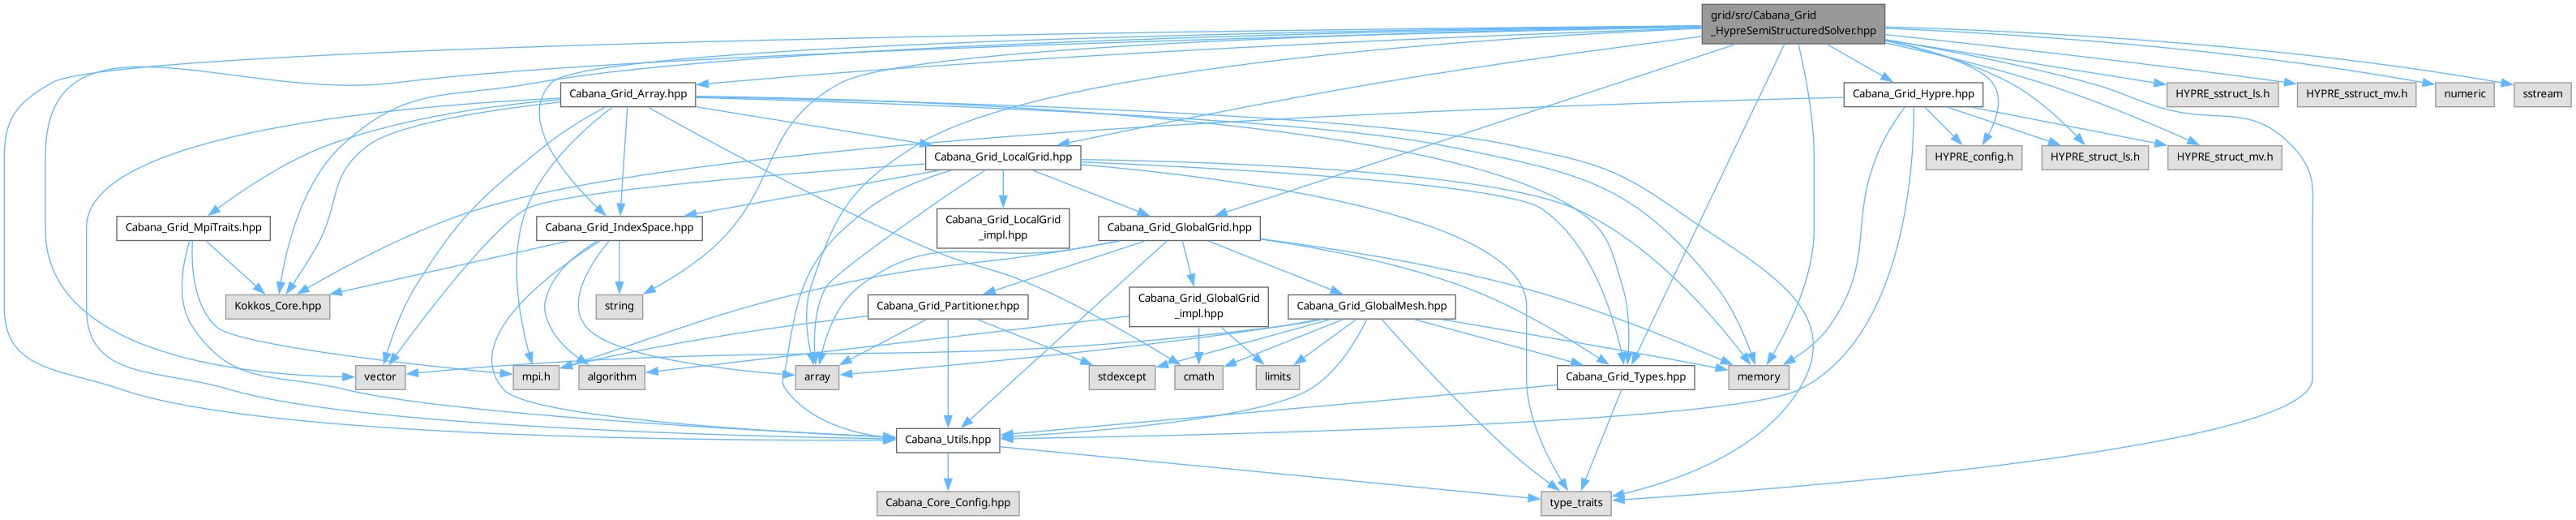 grid/src/Cabana_Grid
_HypreSemiStructuredSolver.hpp
Cabana_Grid_Array.hpp
Cabana_Grid_Hypre.hpp
HYPRE_sstruct_ls.h
HYPRE_sstruct_mv.h
numeric
sstream
Cabana_Grid_LocalGrid.hpp
HYPRE_config.h
HYPRE_struct_ls.h
HYPRE_struct_mv.h
Cabana_Grid_MpiTraits.hpp
Cabana_Grid_IndexSpace.hpp
Cabana_Grid_LocalGrid
_impl.hpp
Cabana_Grid_GlobalGrid.hpp
Kokkos_Core.hpp
string
Cabana_Grid_Partitioner.hpp
Cabana_Grid_GlobalGrid
_impl.hpp
Cabana_Grid_GlobalMesh.hpp
vector
mpi.h
algorithm
array
stdexcept
cmath
limits
Cabana_Grid_Types.hpp
memory
Cabana_Utils.hpp
Cabana_Core_Config.hpp
type_traits